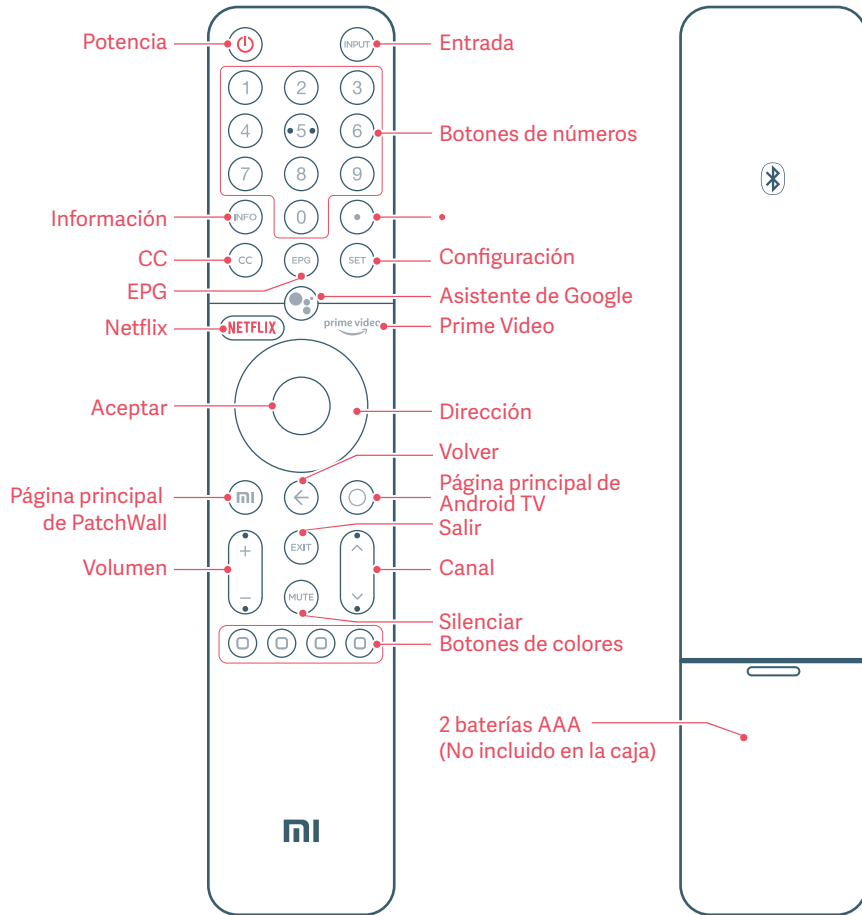 Potencia
INPUT
Entrada
1 2 3
4 5 6
Botones de números
7 8 9
Información
INFO
0
•
CC
CC
EPG
SET
Configuración
EPG
Asistente de Google
Netflix
NETFLIX
prime video
Prime Video
Aceptar
Dirección
Volver
Página principal
de PatchWall
mi
Página principal de
Android TV
Salir
EXIT
Volumen
+
−
Canal
MUTE
Silenciar
Botones de colores
2 baterías AAA
(No incluido en la caja)
mi